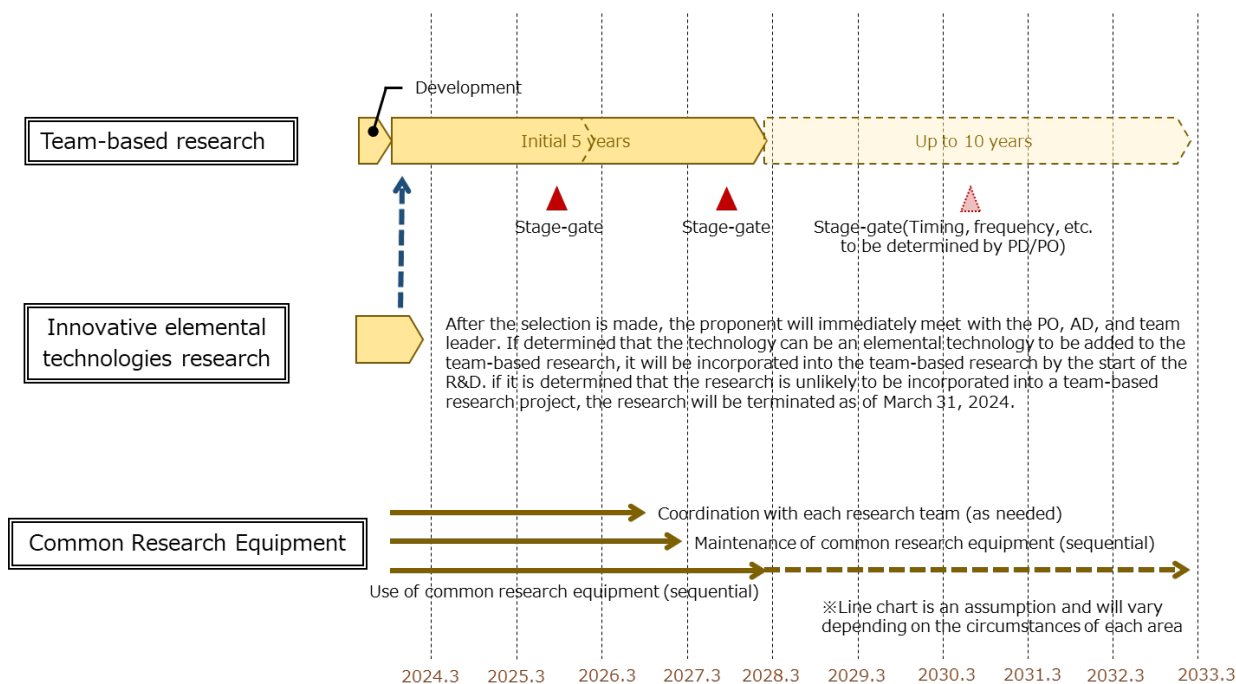 Development
Team-based research
Initial 5 years
Up to 10 years
Stage-gate
Stage-gate
Stage-gate(Timing, frequency, etc.
to be determined by PD/PO)
Innovative elemental
technologies research
After the selection is made, the proponent will immediately meet with the PO, AD, and team
leader. If determined that the technology can be an elemental technology to be added to the
team-based research, it will be incorporated into the team-based research by the start of the
R&D. if it is determined that the research is unlikely to be incorporated into a team-based
research project, the research will be terminated as of March 31, 2024.
Common Research Equipment
Coordination with each research team (as needed)
Maintenance of common research equipment (sequential)
Use of common research equipment (sequential)
※Line chart is an assumption and will vary
depending on the circumstances of each area
2024.3 2025.3 2026.3 2027.3 2028.3 2029.3 2030.3 2031.3 2032.3 2033.3